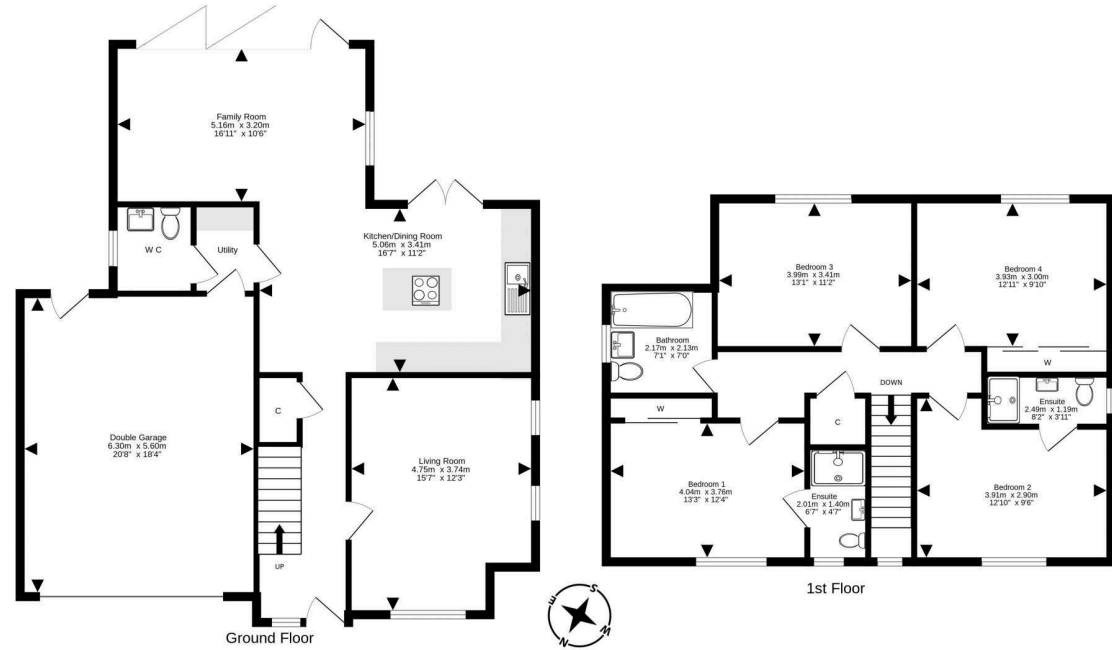 Family Room
5.16m x 3.20m
16'11" x 10'6"
Kitchen/Dining Room
5.06m x 3.41m
16'7" x 11'2"
W C
Utility
Double Garage
6.30m x 5.60m
20'8" x 18'4"
C
Living Room
4.75m x 3.74m
15'7" x 12'3"
UP
Ground Floor
Bedroom 3
3.99m x 3.41m
13'1" x 11'2"
Bedroom 4
3.93m x 3.00m
12'11" x 9'10"
Bathroom
2.17m x 2.13m
7'1" x 7'0"
W
DOWN
W
C
Ensuite
2.49m x 1.19m
8'2" x 3'11"
Bedroom 1
4.04m x 3.76m
13'3" x 12'4"
Ensuite
2.01m x 1.40m
6'7" x 4'7"
Bedroom 2
3.91m x 2.90m
12'10" x 9'6"
1st Floor
S
E
W
N